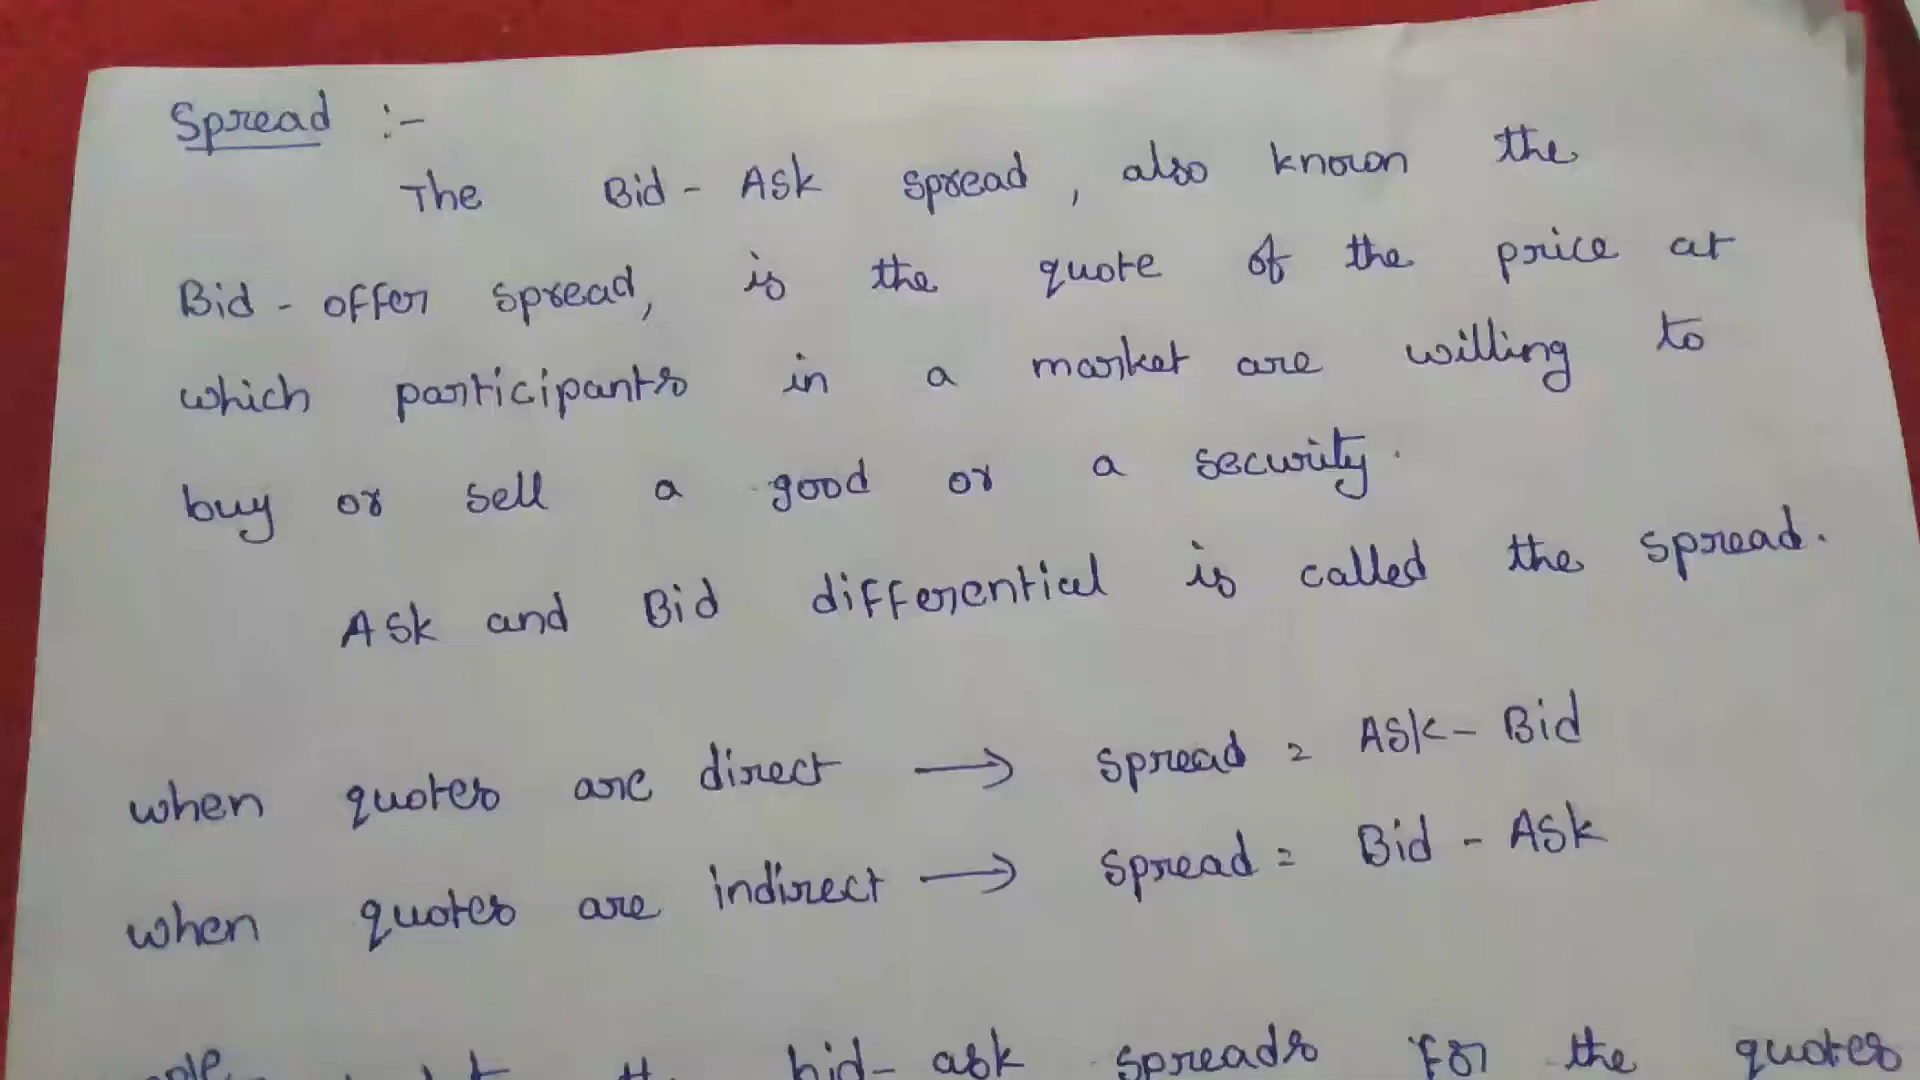 Spread :-
The Bid - Ask spread, also known the
Bid - offer spread, is the quote of the price at
which participants in a market are willing to
buy or sell a good or a security.
Ask and Bid differential is called the spread.
when quotes are direct → spread = Ask - Bid
when quotes are indirect → spread = Bid - Ask
bid - ask spreads for the quotes